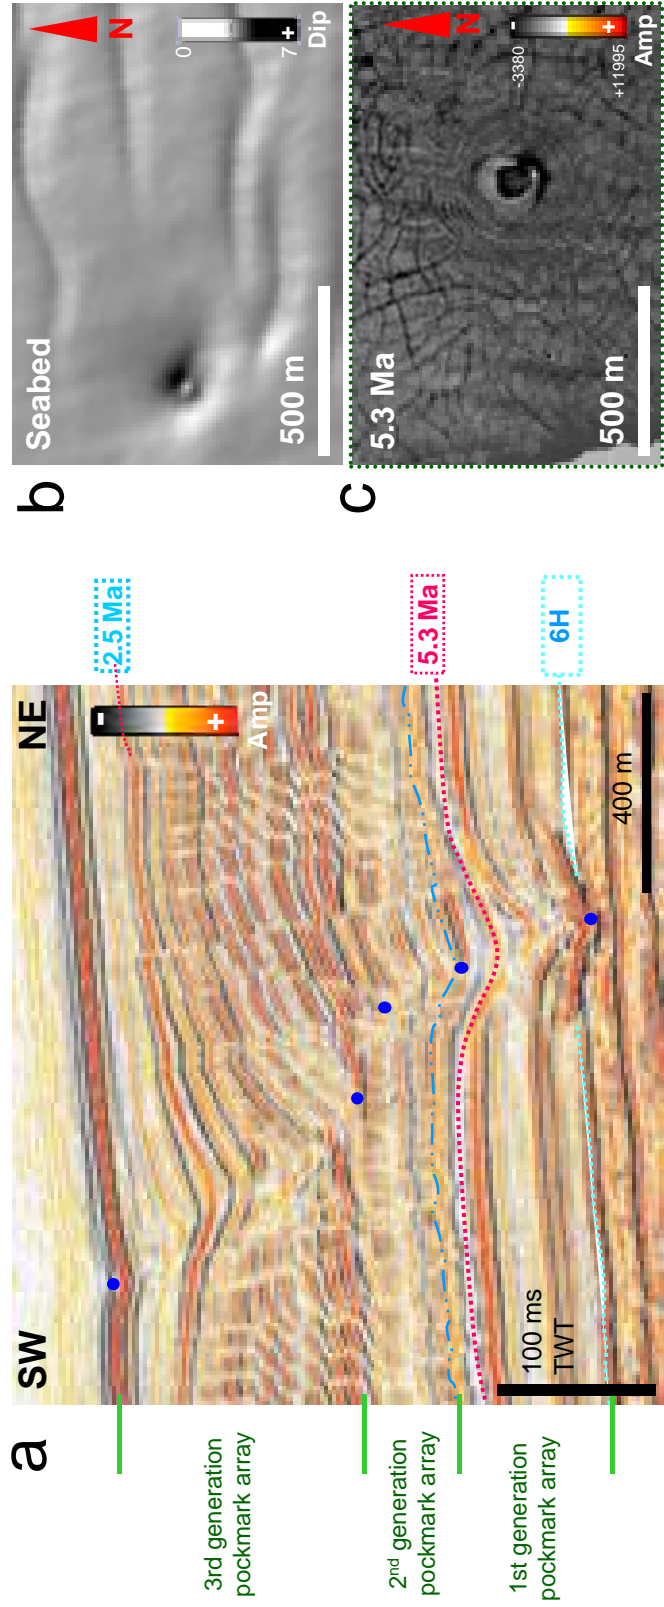 a
SW
NE
2.5 Ma
-
+
Amp
3rd generation
pockmark array
2nd generation
pockmark array
5.3 Ma
1st generation
pockmark array
6H
100 ms
TWT
400 m
b
Seabed
N
0
7
+
Dip
500 m
c
5.3 Ma
N
-
+
-3380
+11995
Amp
500 m